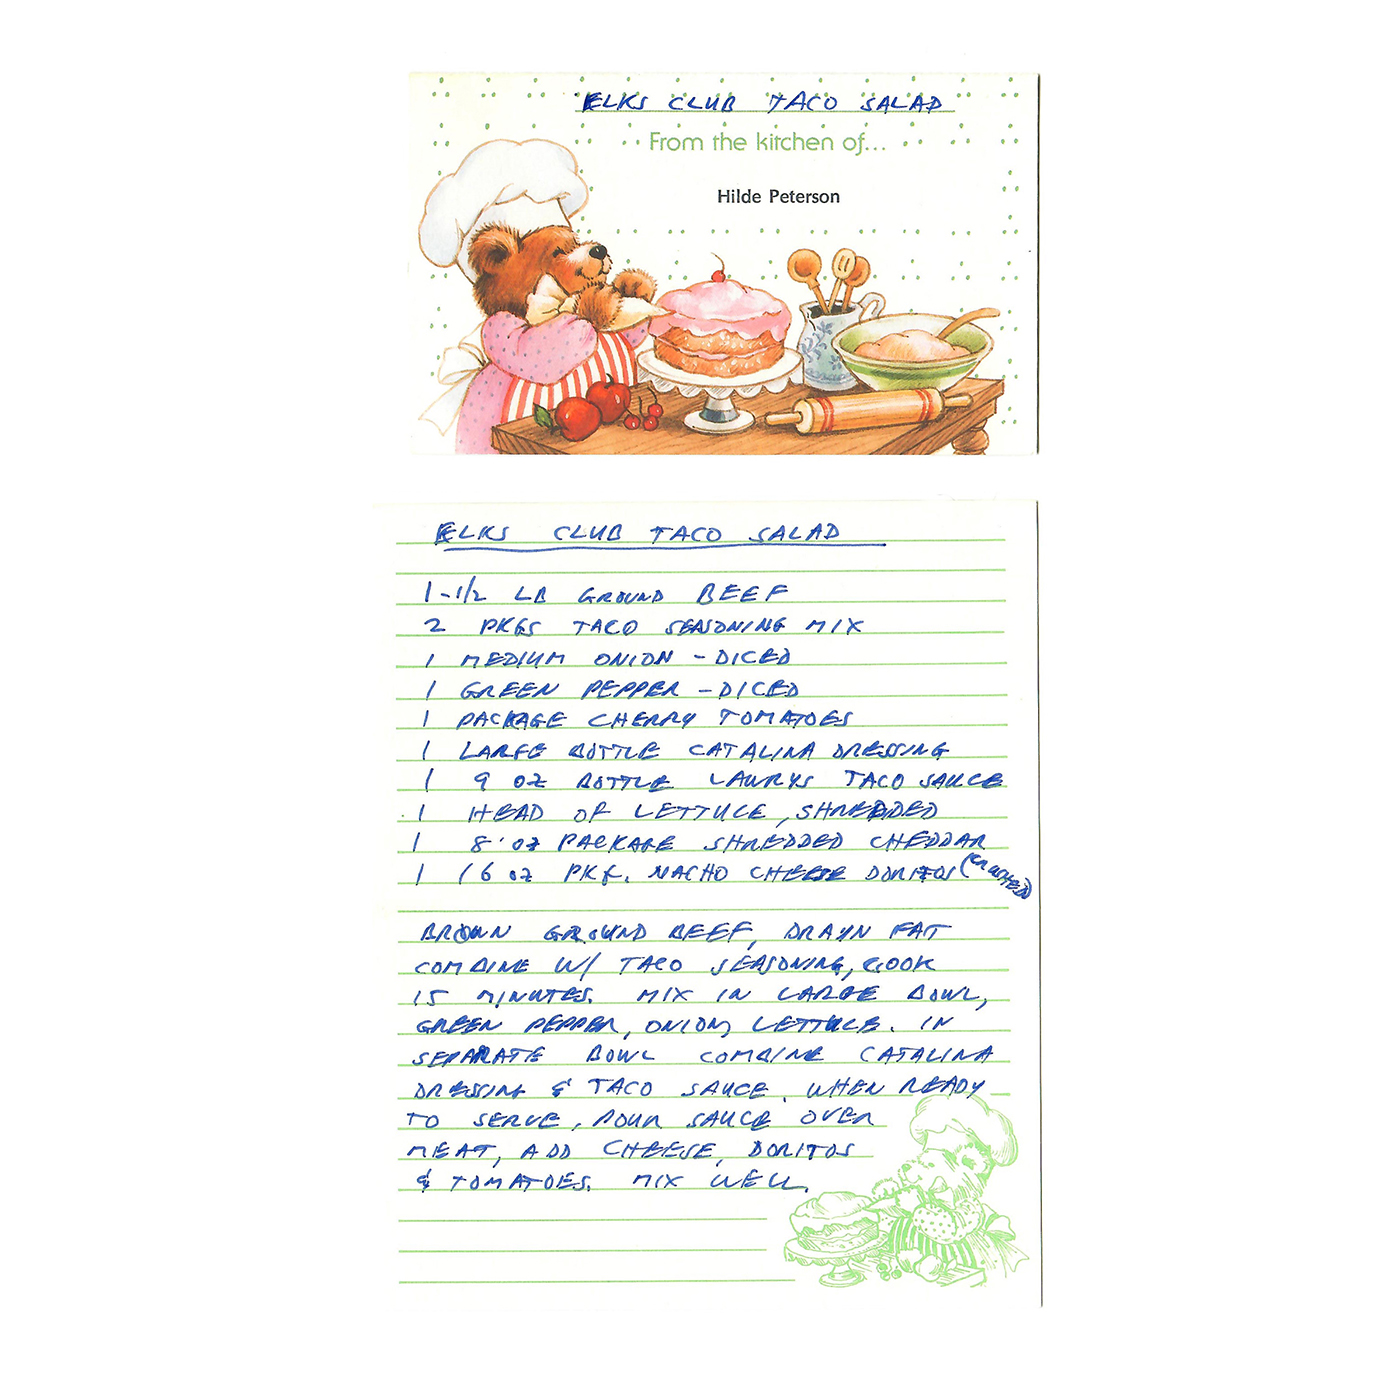 ELKS CLUB TACO SALAD
From the kitchen of...
Hilde Peterson
ELKS CLUB TACO SALAD
1-1/2 LB GROUND BEEF
2 PKGS TACO SEASONING MIX
1 MEDIUM ONION - DICED
1 GREEN PEPPER - DICED
1 PACKAGE CHERRY TOMATOES
1 LARGE BOTTLE CATALINA DRESSING
1 9 OZ BOTTLE LAWRYS TACO SAUCE
1 HEAD OF LETTUCE, SHREDDED
1 8 OZ PACKAGE SHREDDED CHEDDAR
1 16 OZ PKG. NACHO CHEESE DORITOS (CRUSHED)
BROWN GROUND BEEF, DRAYN FAT
COMBINE W/ TACO SEASONING, COOK
15 MINUTES. MIX IN LARGE BOWL,
GREEN PEPPER, ONION, LETTUCE. IN
SEPARATE BOWL COMBINE CATALINA
DRESSING & TACO SAUCE. WHEN READY
TO SERVE, POUR SAUCE OVER
MEAT, ADD CHEESE, DORITOS
& TOMATOES. MIX WELL.